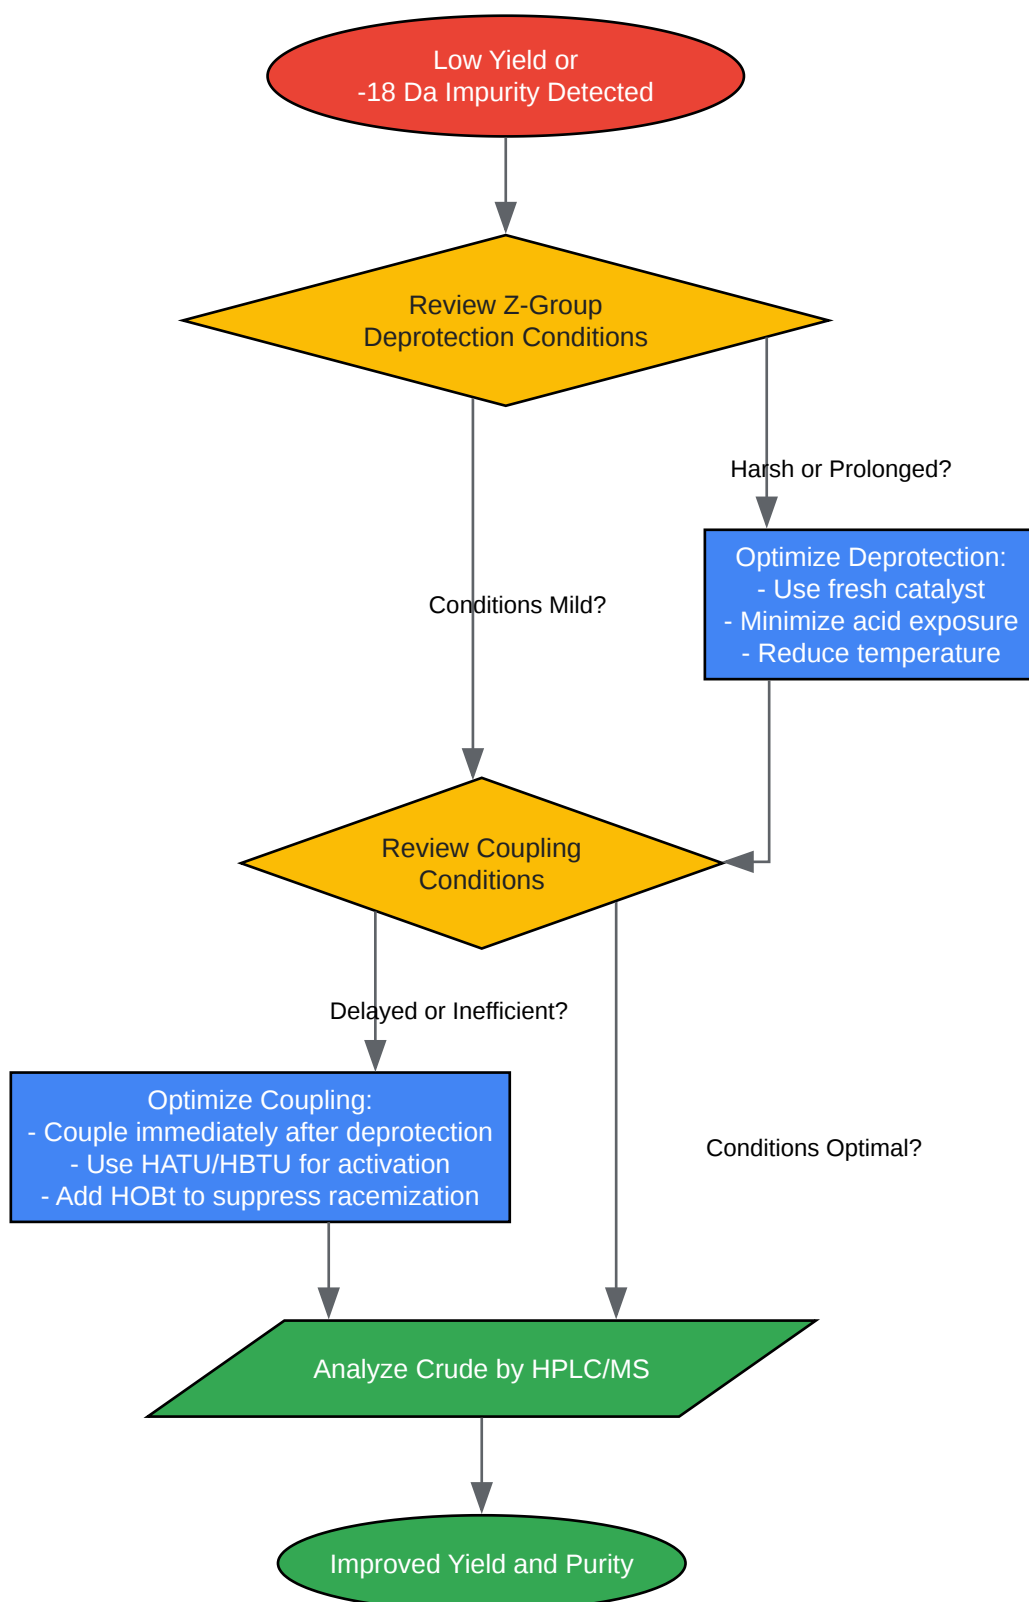 Low Yield or
-18 Da Impurity Detected
Review Z-Group
Deprotection Conditions
Harsh or Prolonged?
Optimize Deprotection:
- Use fresh catalyst
- Minimize acid exposure
- Reduce temperature
Conditions Mild?
Review Coupling
Conditions
Delayed or Inefficient?
Optimize Coupling:
- Couple immediately after deprotection
- Use HATU/HBTU for activation
- Add HOBt to suppress racemization
Conditions Optimal?
Analyze Crude by HPLC/MS
Improved Yield and Purity